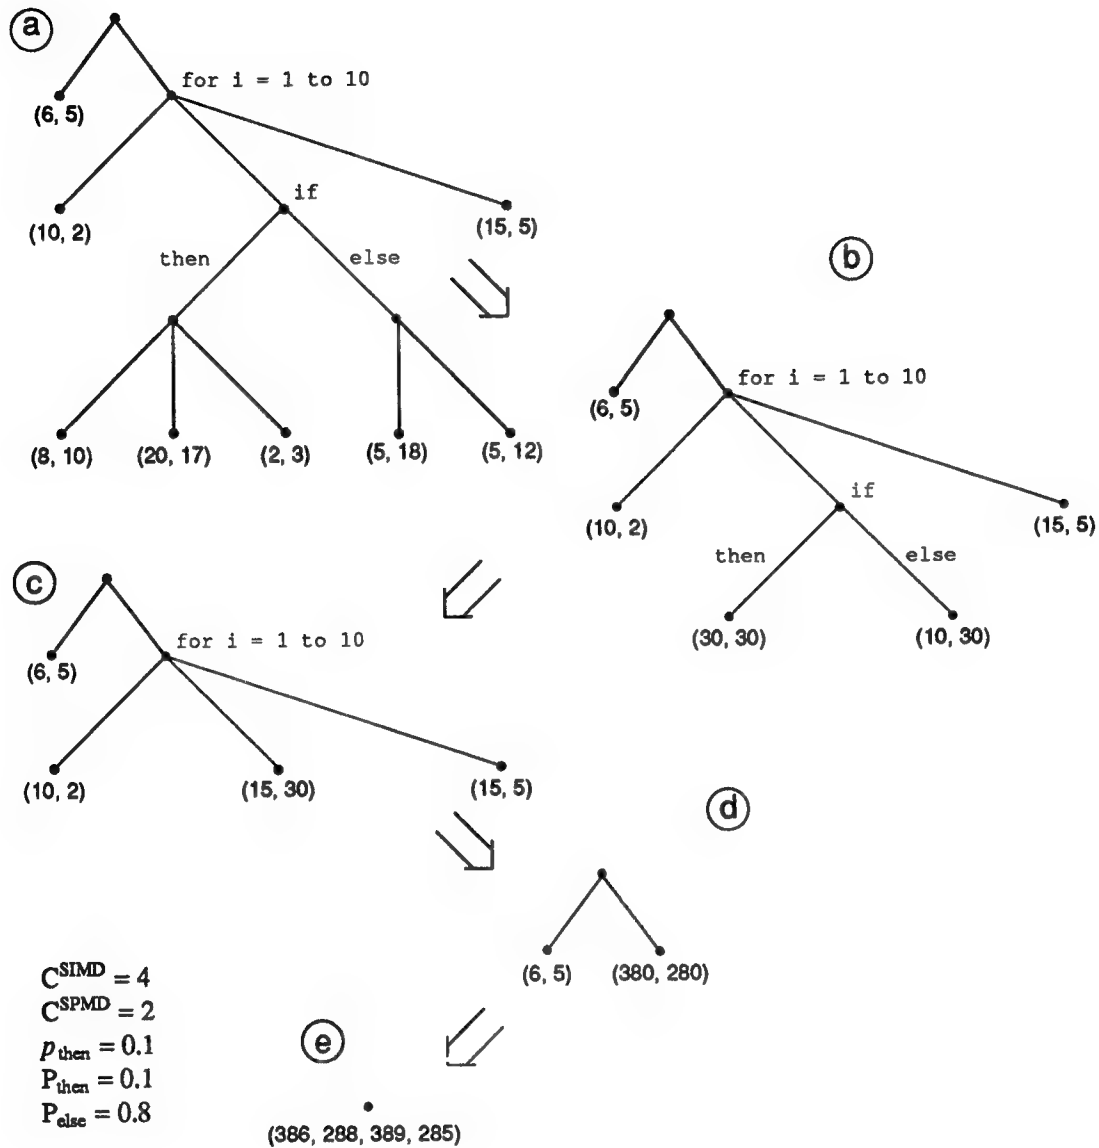 a
for i = 1 to 10
(6, 5)
if
(10, 2)
(15, 5)
then
else
(8, 10)
(20, 17)
(2, 3)
(5, 18)
(5, 12)
b
for i = 1 to 10
(6, 5)
if
(10, 2)
(15, 5)
then
else
(30, 30)
(10, 30)
c
for i = 1 to 10
(6, 5)
(10, 2)
(15, 30)
(15, 5)
d
(6, 5)
(380, 280)
C^SIMD = 4
C^SPMD = 2
p_then = 0.1
P_then = 0.1
P_else = 0.8
e
(386, 288, 389, 285)